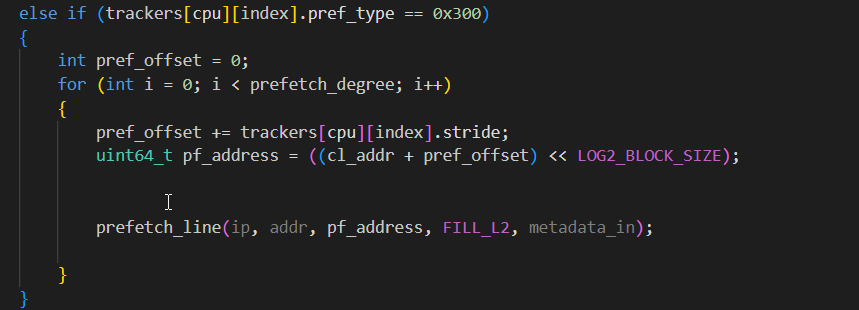 else if (trackers[cpu][index].pref_type == 0x300)
{
int pref_offset = 0;
for (int i = 0; i < prefetch_degree; i++)
{
pref_offset += trackers[cpu][index].stride;
uint64_t pf_address = ((cl_addr + pref_offset) << LOG2_BLOCK_SIZE);
prefetch_line(ip, addr, pf_address, FILL_L2, metadata_in);
}
}